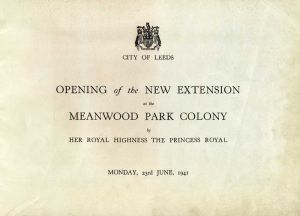 CITY OF LEEDS
OPENING of the NEW EXTENSION
at the
MEANWOOD PARK COLONY
by
HER ROYAL HIGHNESS THE PRINCESS ROYAL
MONDAY, 23rd JUNE, 1941